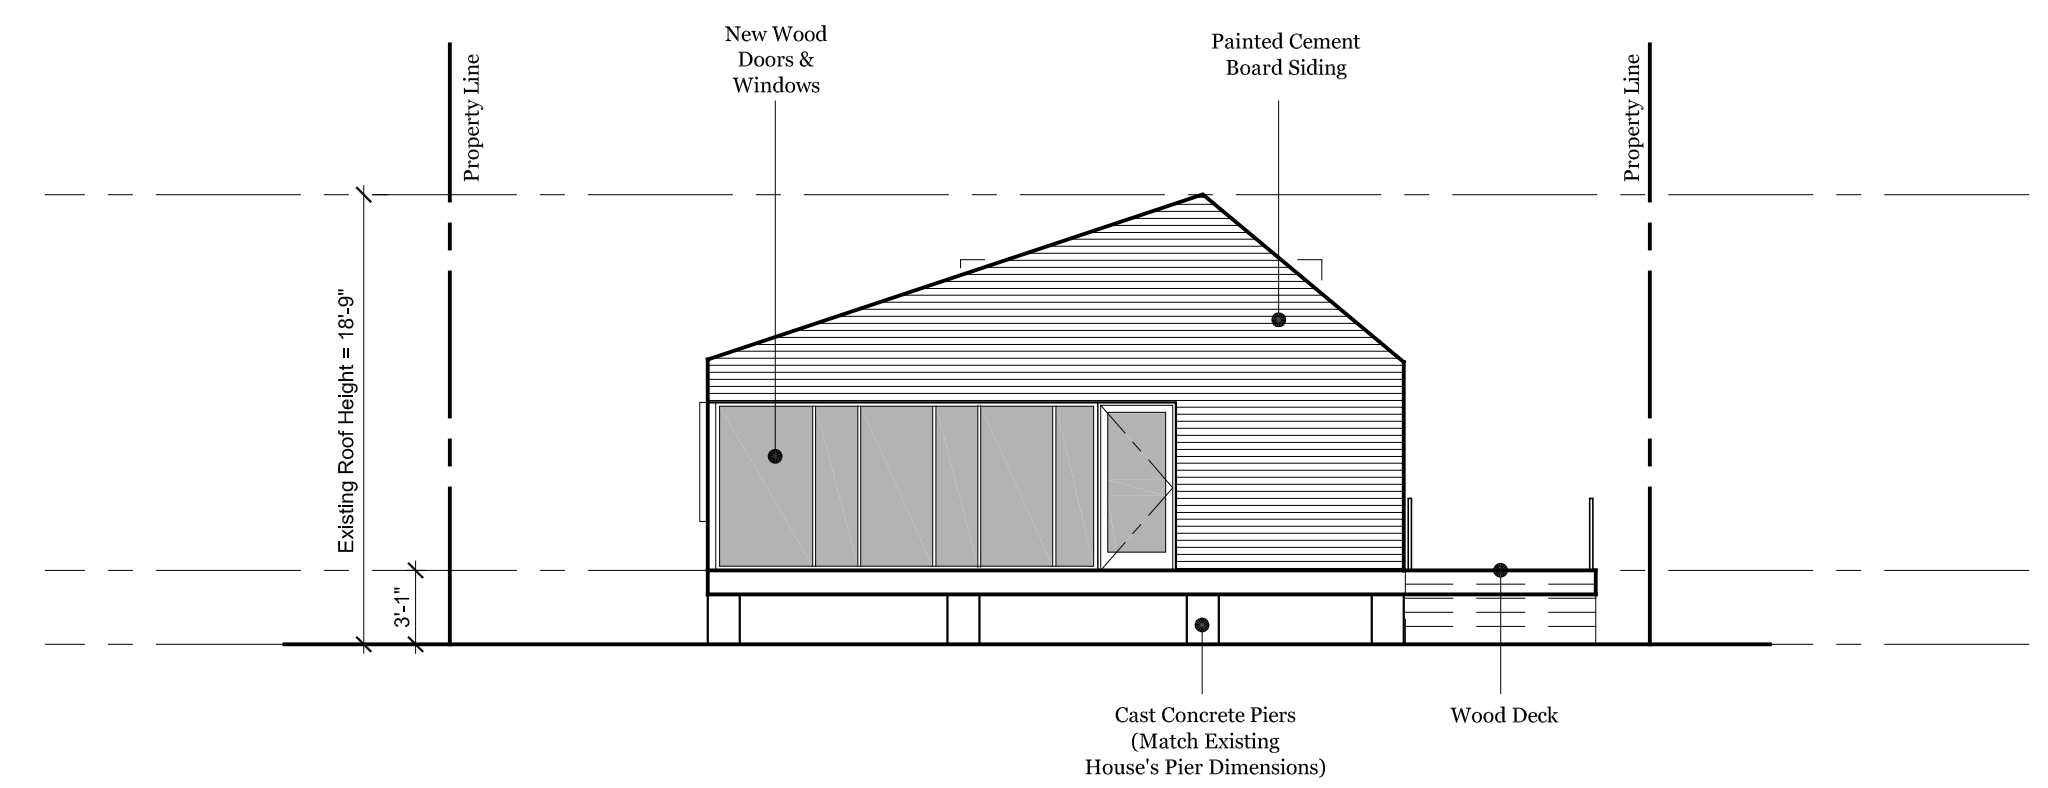 New Wood
Doors &
Windows
Painted Cement
Board Siding
Property Line
Property Line
Existing Roof Height = 18'-9"
3'-1"
Cast Concrete Piers
(Match Existing
House's Pier Dimensions)
Wood Deck